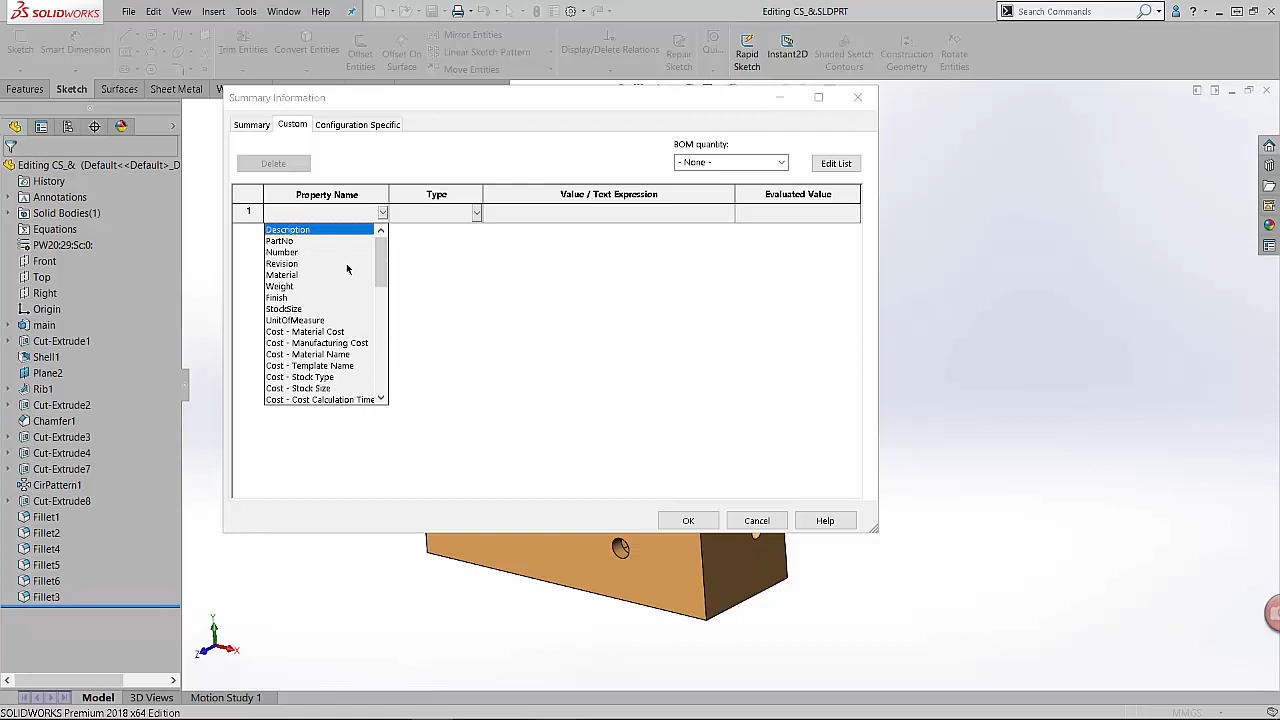 SOLIDWORKS
File Edit View Insert Tools Window Help
Editing CS_&.SLDPRT
Search Commands
Sketch
Smart Dimension
Trim Entities
Convert Entities
Offset Entities
Offset On Surface
Mirror Entities
Linear Sketch Pattern
Move Entities
Display/Delete Relations
Repair Sketch
Qui...
Rapid Sketch
Instant2D
Shaded Sketch Contours
Construction Geometry
Rotate Entities
Features
Sketch
Surfaces
Sheet Metal
Editing CS_& (Default<<Default>_D
History
Annotations
Solid Bodies(1)
Equations
PW20:29:Sc:0:
Front
Top
Right
Origin
main
Cut-Extrude1
Shell1
Plane2
Rib1
Cut-Extrude2
Chamfer1
Cut-Extrude3
Cut-Extrude4
Cut-Extrude7
CirPattern1
Cut-Extrude8
Fillet1
Fillet2
Fillet4
Fillet5
Fillet6
Fillet3
Summary Information
Summary
Custom
Configuration Specific
BOM quantity:
Delete
- None -
Edit List
Property Name
Type
Value / Text Expression
Evaluated Value
1
Description
PartNo
Number
Revision
Material
Weight
Finish
StockSize
UnitOfMeasure
Cost - Material Cost
Cost - Manufacturing Cost
Cost - Material Name
Cost - Template Name
Cost - Stock Type
Cost - Stock Size
Cost - Cost Calculation Time
OK
Cancel
Help
Y
Z
X
Model
3D Views
Motion Study 1
SOLIDWORKS Premium 2018 x64 Edition
MMGS